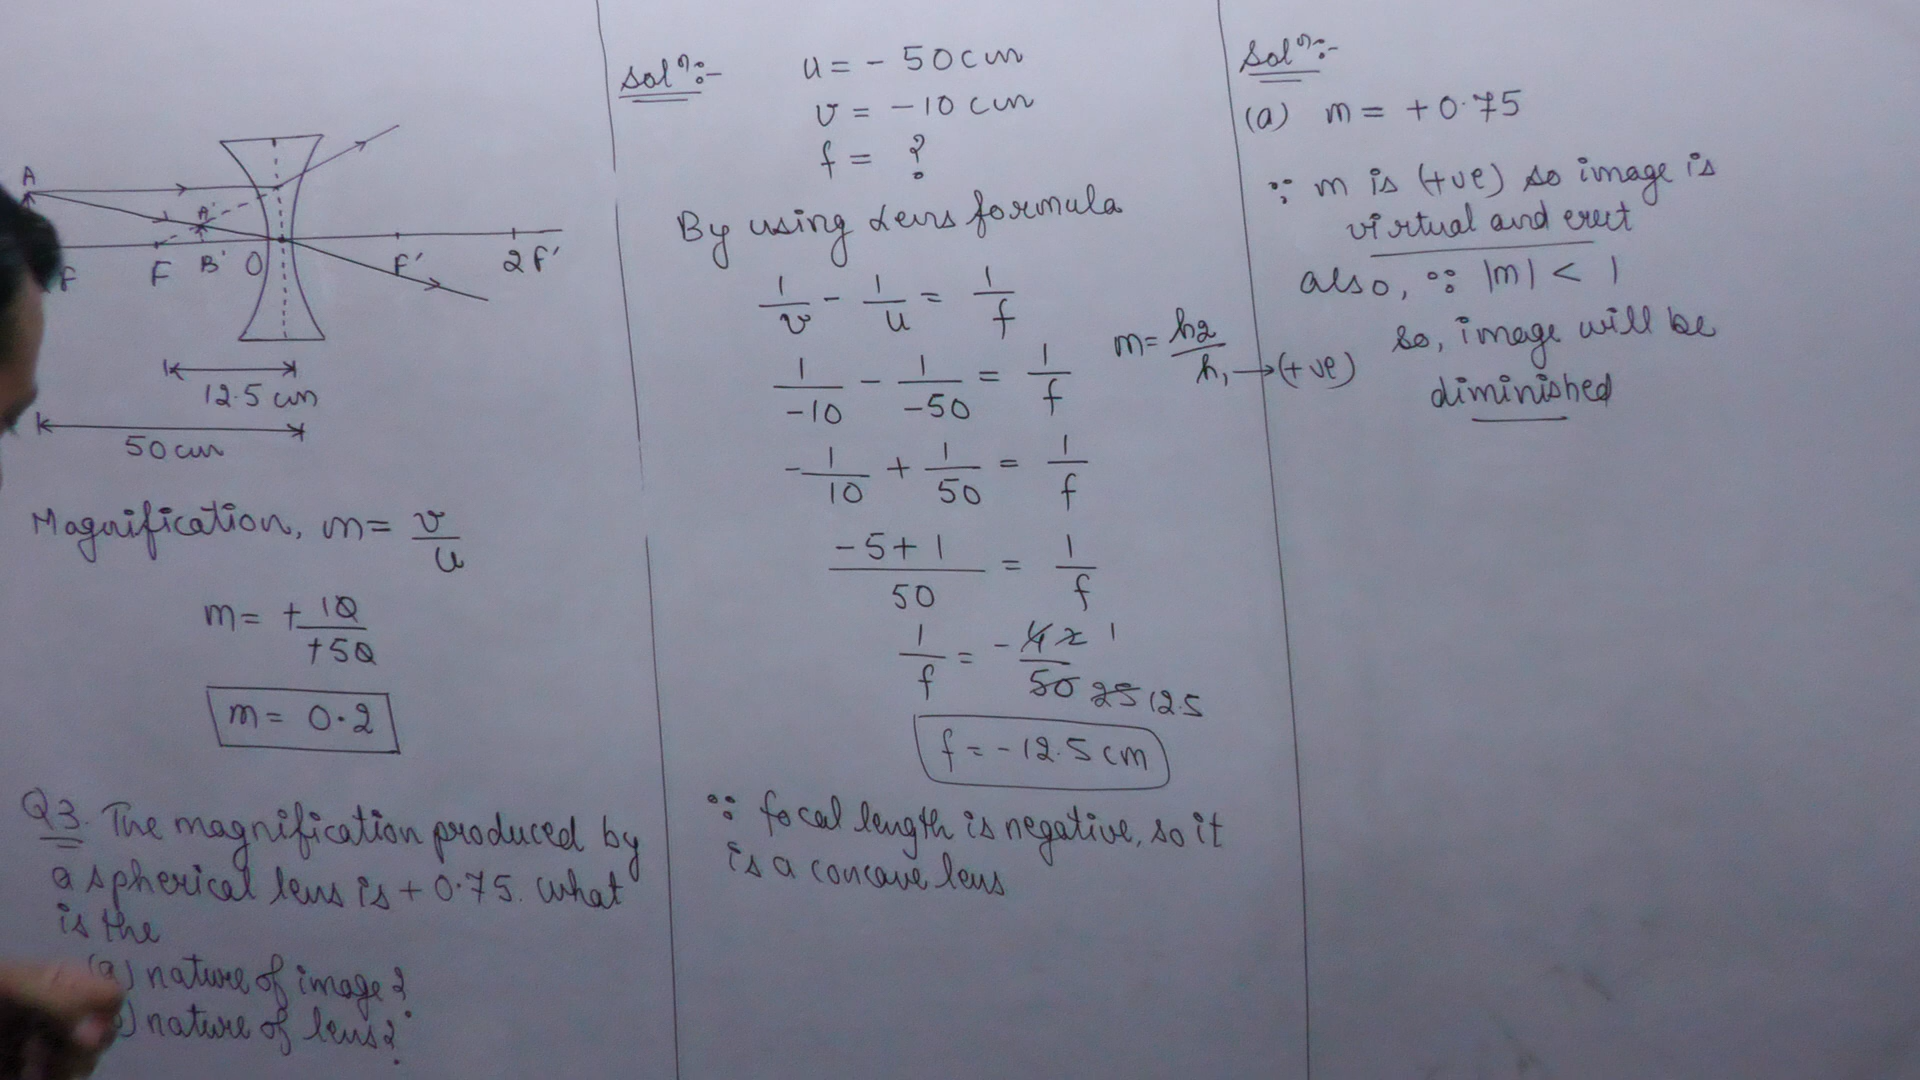 A
A'
F
F
B'
O
F'
2F'
12.5 cm
50 cm
Magnification, m = v/u
m = +10/+50
m = 0.2
Q3. The magnification produced by
a spherical lens is +0.75. what
is the
(a) nature of image?
) nature of lens?
Solⁿ:-
u = - 50 cm
v = -10 cm
f = ?
By using Lens formula
1/v - 1/u = 1/f
1/-10 - 1/-50 = 1/f
-1/10 + 1/50 = 1/f
-5+1/50 = 1/f
1/f = -4 2 1/50 25 12.5
f = -12.5 cm
∵ focal length is negative, so it
is a concave lens
m = h2/h1 → (+ve)
Solⁿ:-
(a) m = +0.75
∵ m is (+ve) so image is
virtual and erect
also, ∵ |m| < 1
so, image will be
diminished